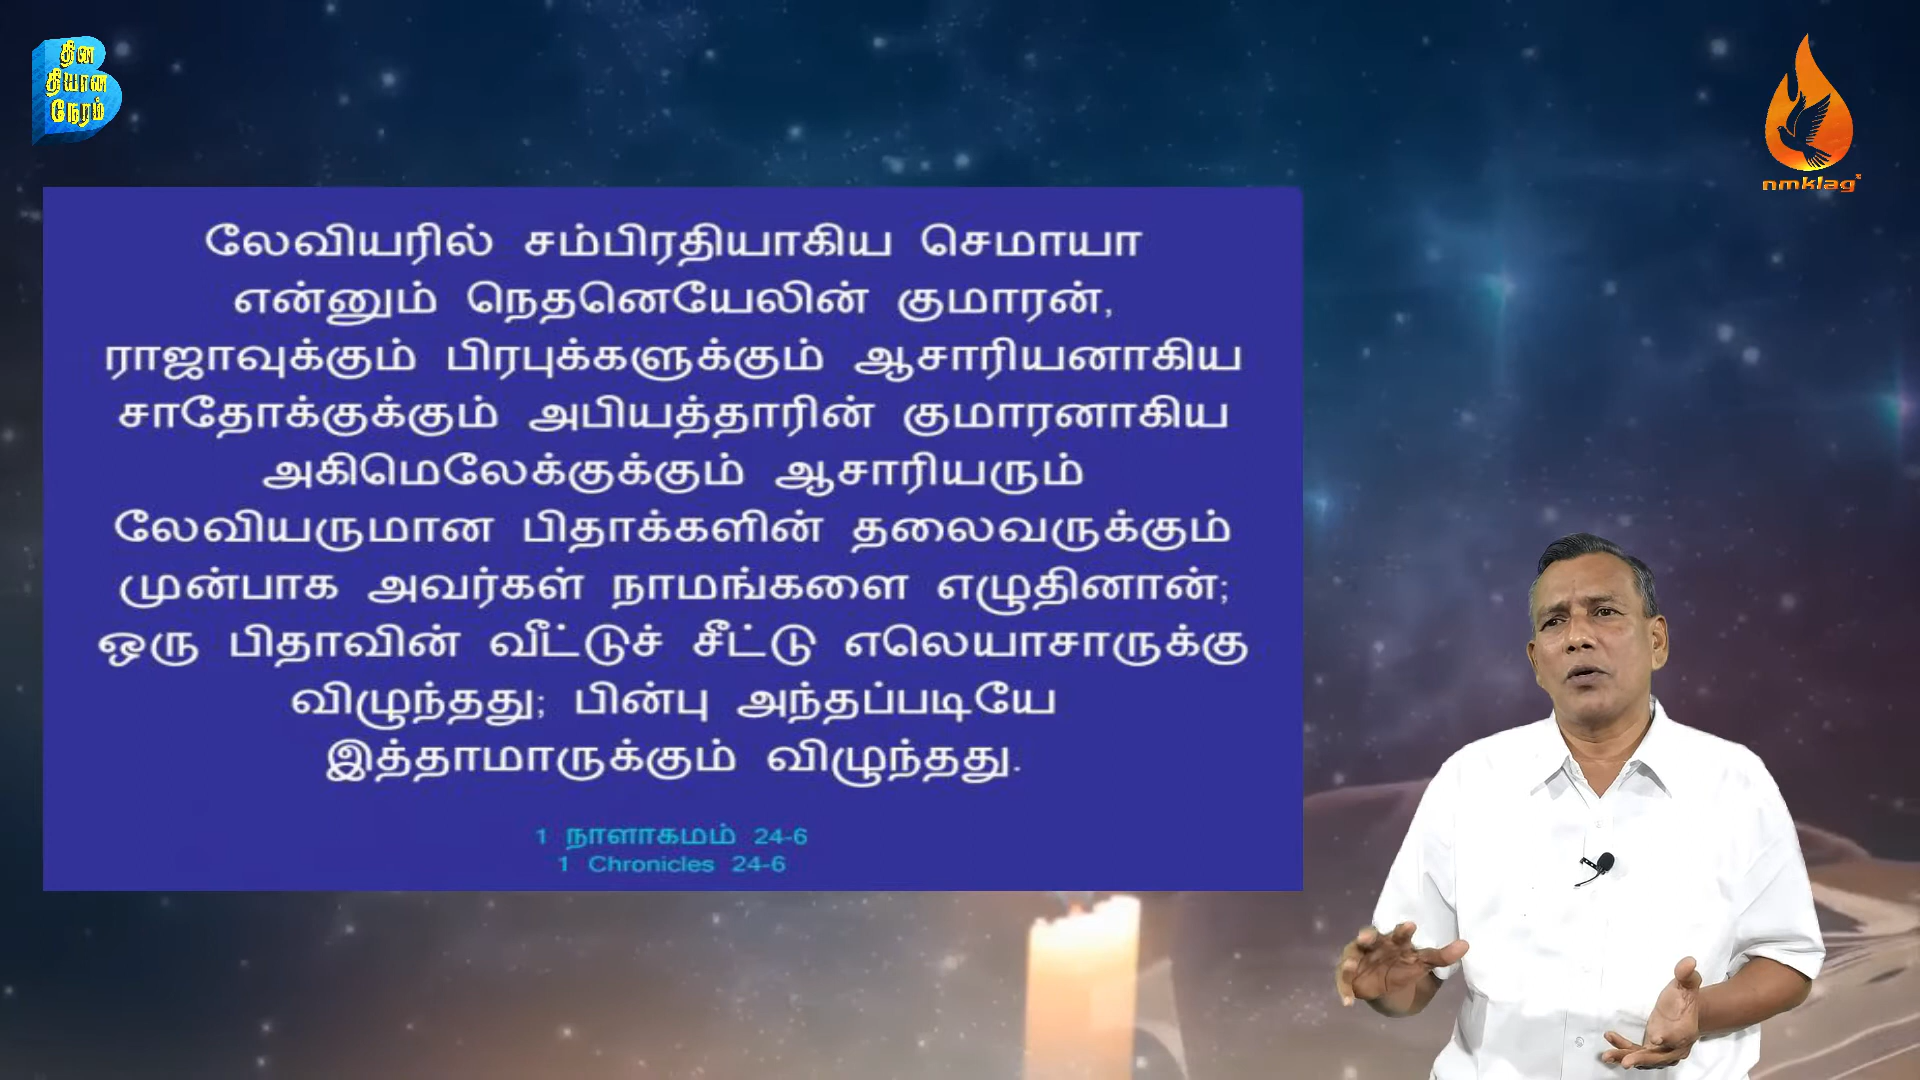 தின
தியான
நேரம்
nmklag
லேவியரில் சம்பிரதியாகிய செமாயா
என்னும் நெதனெயேலின் குமாரன்,
ராஜாவுக்கும் பிரபுக்களுக்கும் ஆசாரியனாகிய
சாதோக்குக்கும் அபியத்தாரின் குமாரனாகிய
அகிமெலேக்குக்கும் ஆசாரியரும்
லேவியருமான பிதாக்களின் தலைவருக்கும்
முன்பாக அவர்கள் நாமங்களை எழுதினான்;
ஒரு பிதாவின் வீட்டுச் சீட்டு எலெயாசாருக்கு
விழுந்தது; பின்பு அந்தப்படியே
இத்தாமாருக்கும் விழுந்தது.
1 நாளாகமம் 24-6
1 Chronicles 24-6